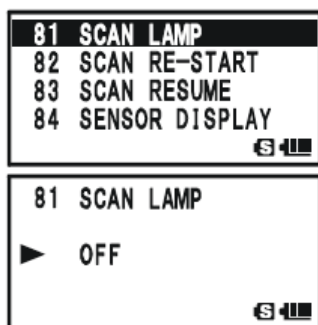 81 SCAN LAMP
82 SCAN RE-START
83 SCAN RESUME
84 SENSOR DISPLAY
S
81 SCAN LAMP
▶ OFF
S